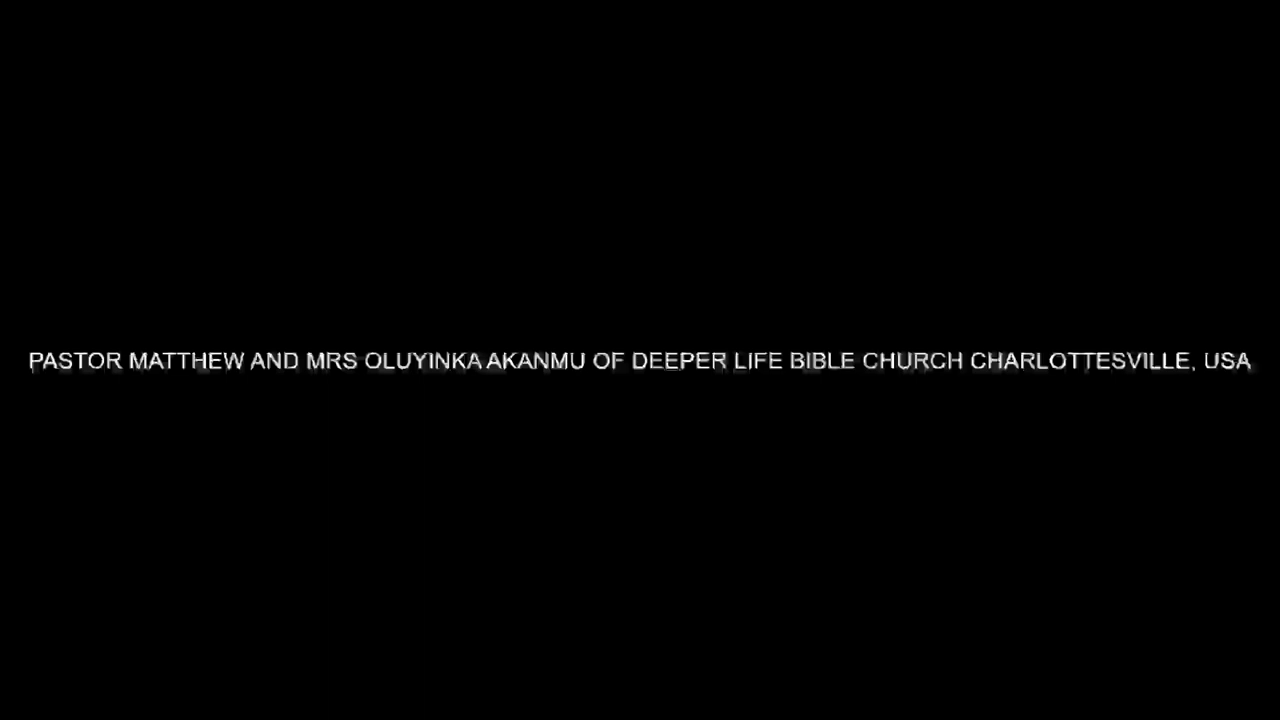 PASTOR MATTHEW AND MRS OLUYINKA AKANMU OF DEEPER LIFE BIBLE CHURCH CHARLOTTESVILLE, USA